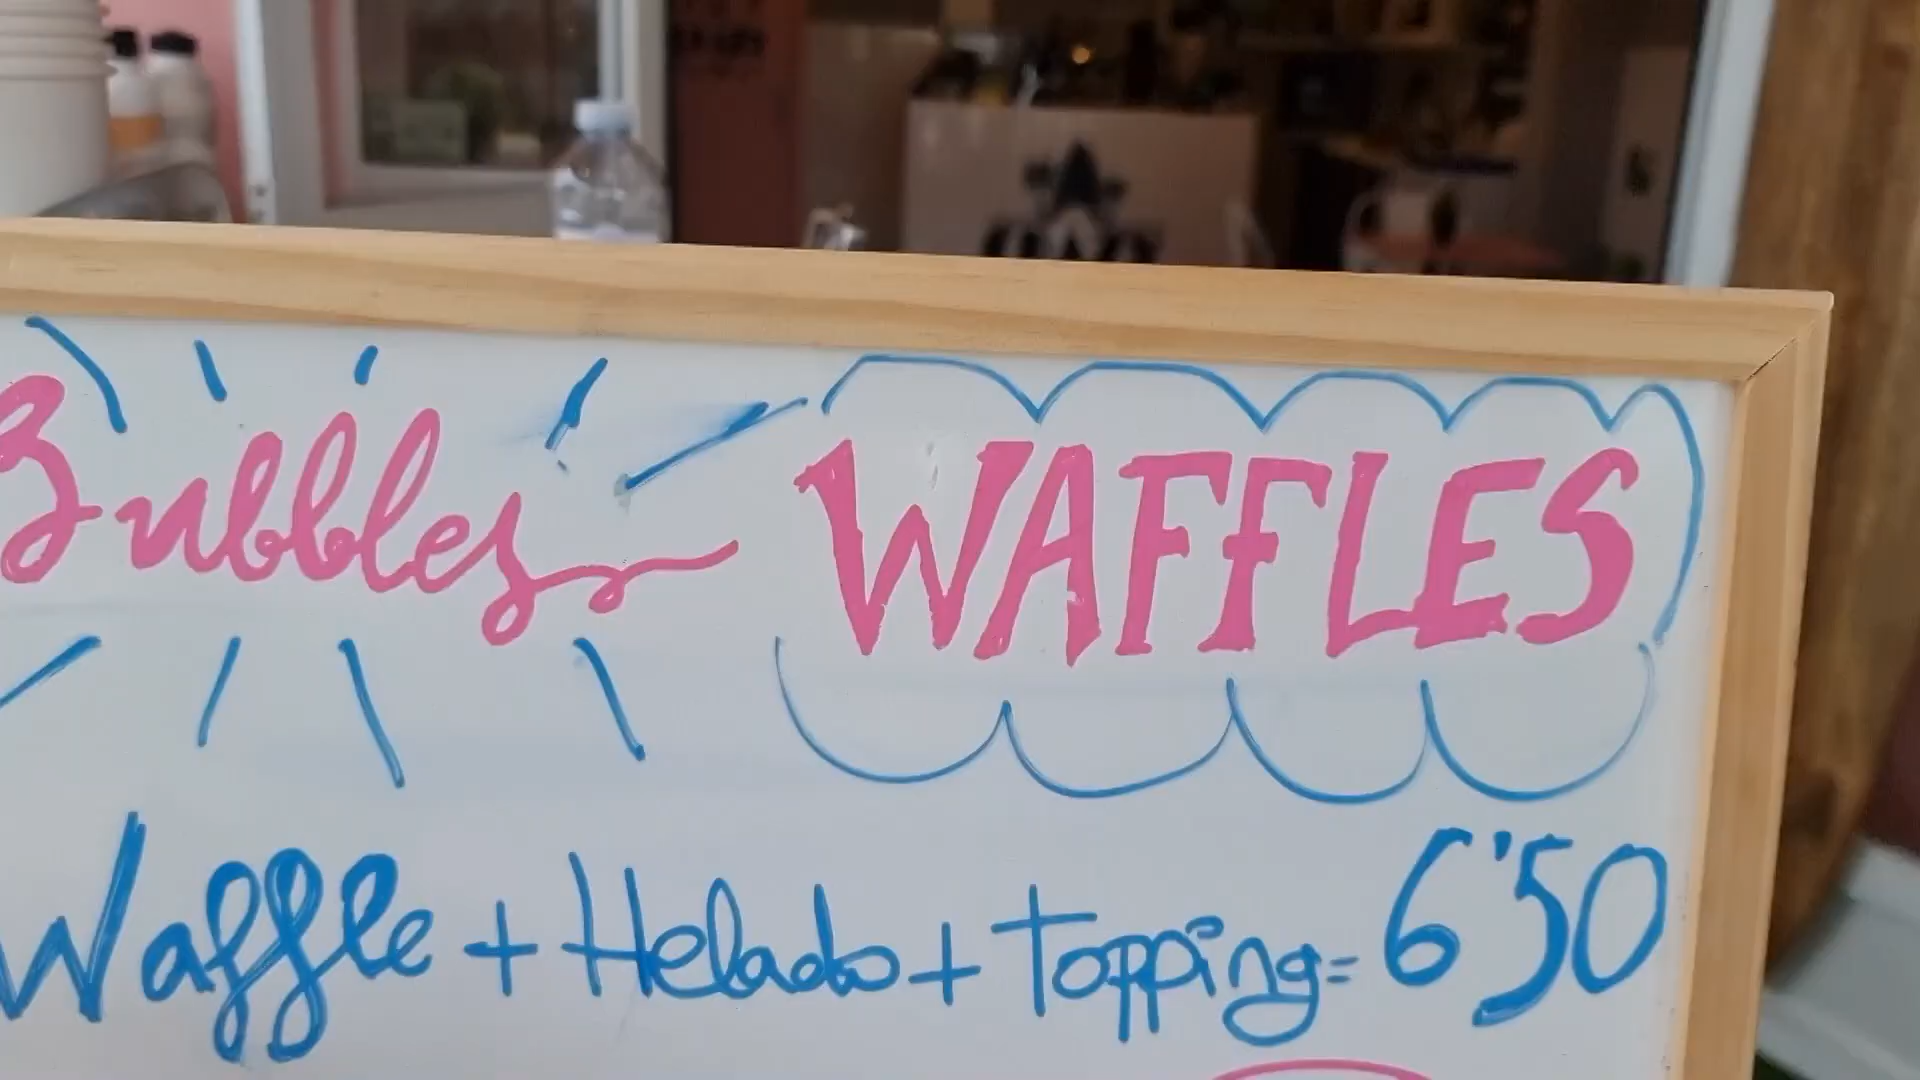 Bubbles WAFFLES
Waffle + Helado + Topping = 6'50